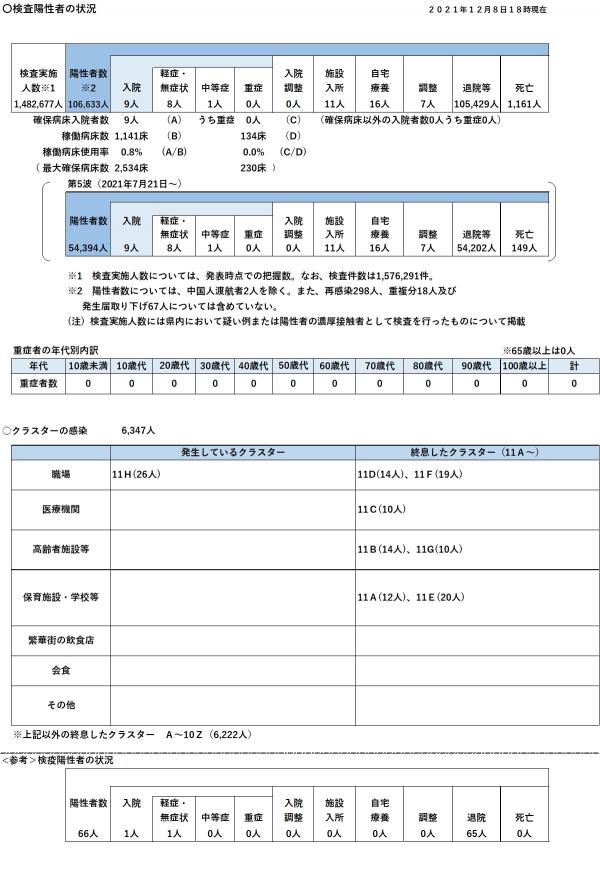 〇検査陽性者の状況 2021年12月8日18時現在
検査実施 陽性者数 軽症・ 入院 施設 自宅
人数※1 ※2 入院 無症状 中等症 重症 調整 入所 療養 調整 退院等 死亡
1,482,677人 106,633人 9人 8人 1人 0人 0人 11人 16人 7人 105,429人 1,161人
確保病床入院者数 9人 (A) うち重症 0人 (C) (確保病床以外の入院者数0人うち重症0人)
稼働病床数 1,141床 (B) 134床 (D)
稼働病床使用率 0.8% (A/B) 0.0% (C/D)
(最大確保病床数 2,534床 230床 )
第5波(2021年7月21日～)
陽性者数 入院 軽症・ 入院 施設 自宅
無症状 中等症 重症 調整 入所 療養 調整 退院等 死亡
54,394人 9人 8人 1人 0人 0人 11人 16人 7人 54,202人 149人
※1 検査実施人数については、発表時点での把握数。なお、検査件数は1,576,291件。
※2 陽性者数については、中国人渡航者2人を除く。また、再感染298人、重複分18人及び
発生届取り下げ67人については含めていない。
(注) 検査実施人数には県内において疑い例または陽性者の濃厚接触者として検査を行ったものについて掲載
重症者の年代別内訳 ※65歳以上は0人
年代 10歳未満 10歳代 20歳代 30歳代 40歳代 50歳代 60歳代 70歳代 80歳代 90歳代 100歳以上 計
重症者数 0 0 0 0 0 0 0 0 0 0 0 0
〇クラスターの感染 6,347人
発生しているクラスター 終息したクラスター(11A～)
職場 11H(26人) 11D(14人)、11F(19人)
医療機関 11C(10人)
高齢者施設等 11B(14人)、11G(10人)
保育施設・学校等 11A(12人)、11E(20人)
繁華街の飲食店
会食
その他
※上記以外の終息したクラスター A～10Z(6,222人)
<参考>検疫陽性者の状況
陽性者数 入院 軽症・ 入院 施設 自宅
無症状 中等症 重症 調整 入所 療養 調整 退院 死亡
66人 1人 1人 0人 0人 0人 0人 0人 0人 65人 0人